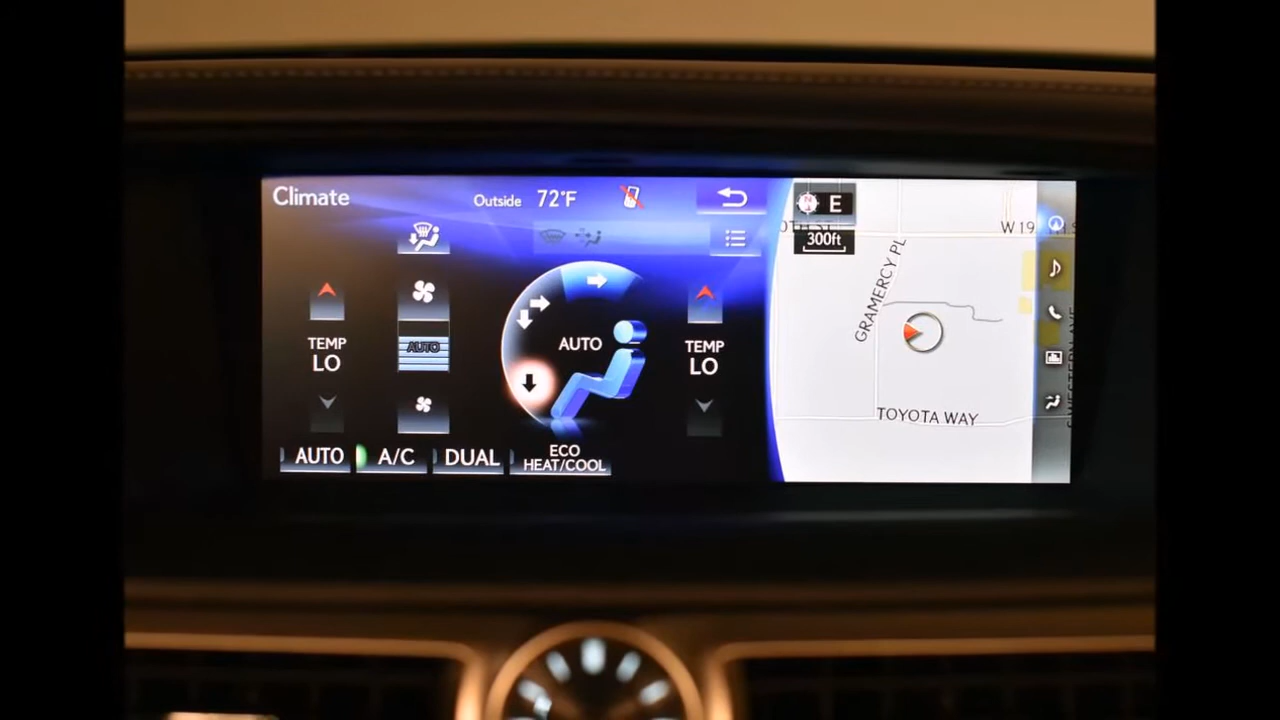 Climate
Outside 72°F
AUTO
TEMP
LO
AUTO
TEMP
LO
AUTO
A/C
DUAL
ECO
HEAT/COOL
N
E
300ft
W 19
GRAMERCY PL
TOYOTA WAY